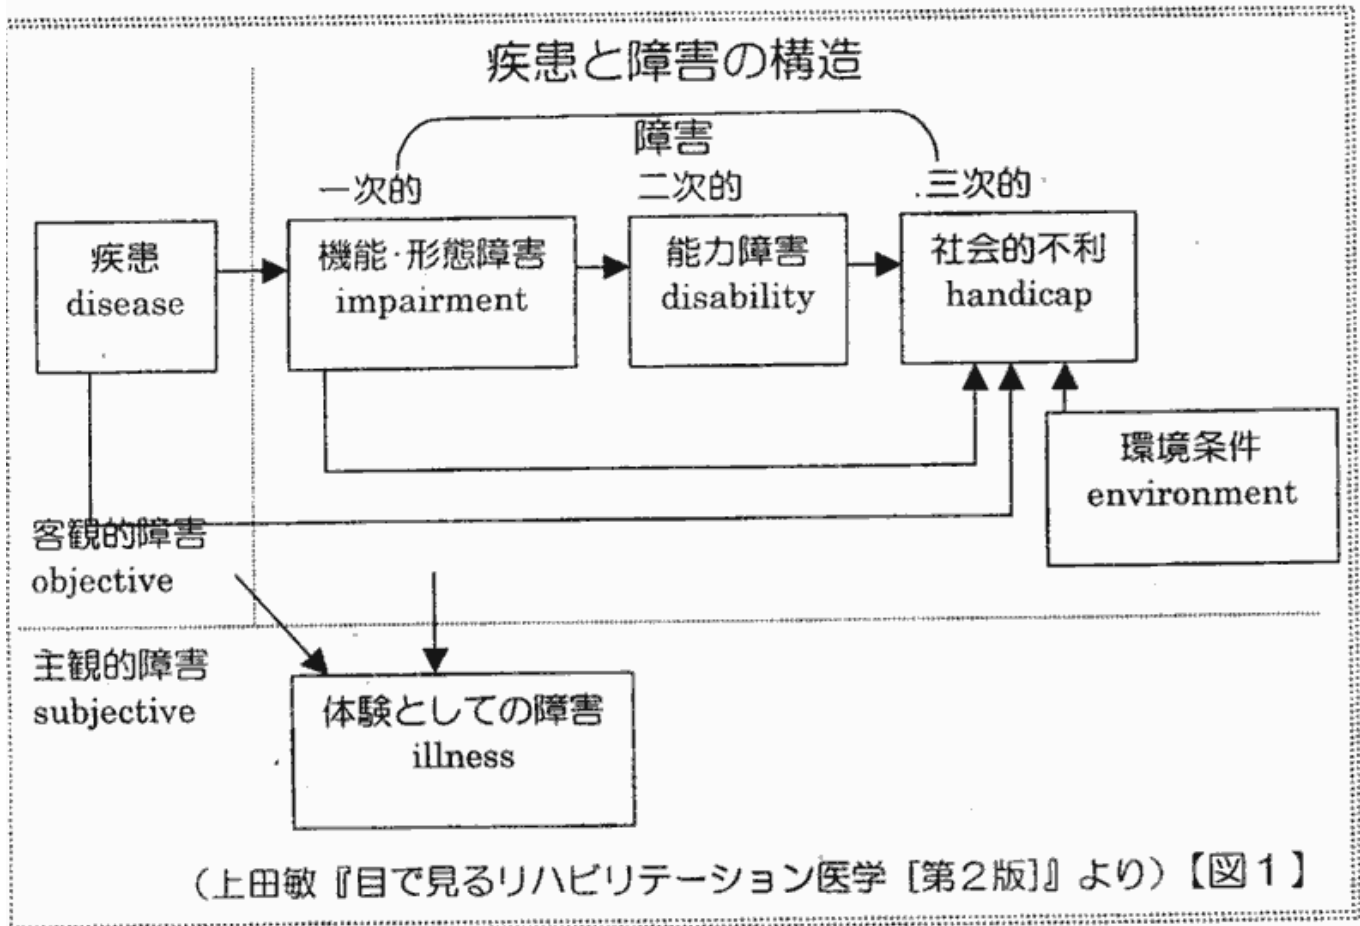 疾患と障害の構造
障害
一次的
二次的
三次的
疾患
disease
機能・形態障害
impairment
能力障害
disability
社会的不利
handicap
環境条件
environment
客観的障害
objective
主観的障害
subjective
体験としての障害
illness
（上田敏『目で見るリハビリテーション医学［第２版］』より）【図１】